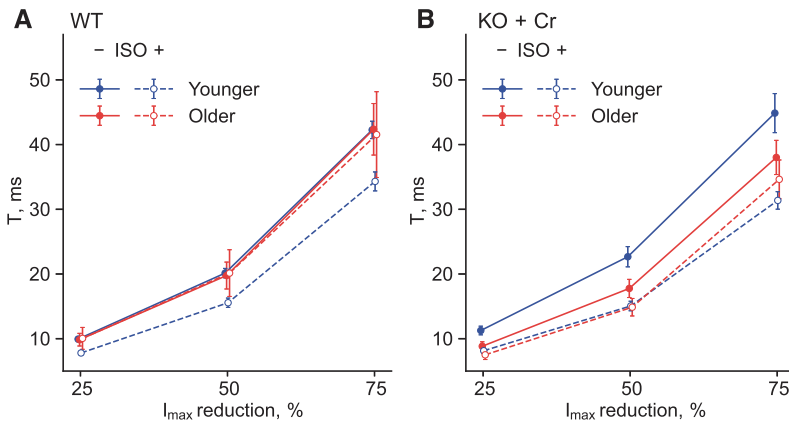 A WT
− ISO +
Younger
Older
T, ms
50
40
30
20
10
25 50 75
Imax reduction, %
B KO + Cr
− ISO +
Younger
Older
T, ms
50
40
30
20
10
25 50 75
Imax reduction, %